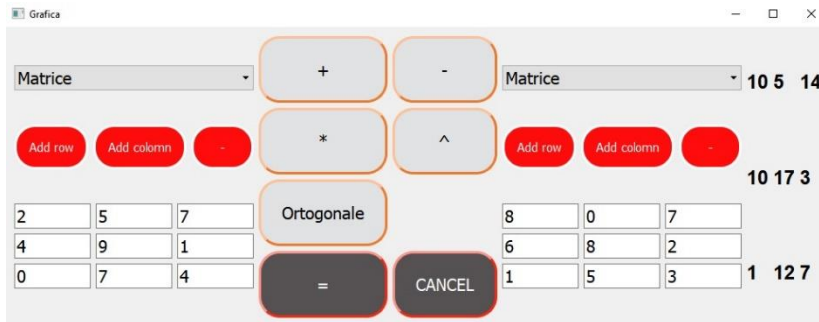 Grafica
Matrice + - Matrice 10 5 14
Add row Add colomn - * ^ Add row Add colomn -
10 17 3
2 5 7 Ortogonale 8 0 7
4 9 1 6 8 2
0 7 4 = CANCEL 1 5 3 1 12 7